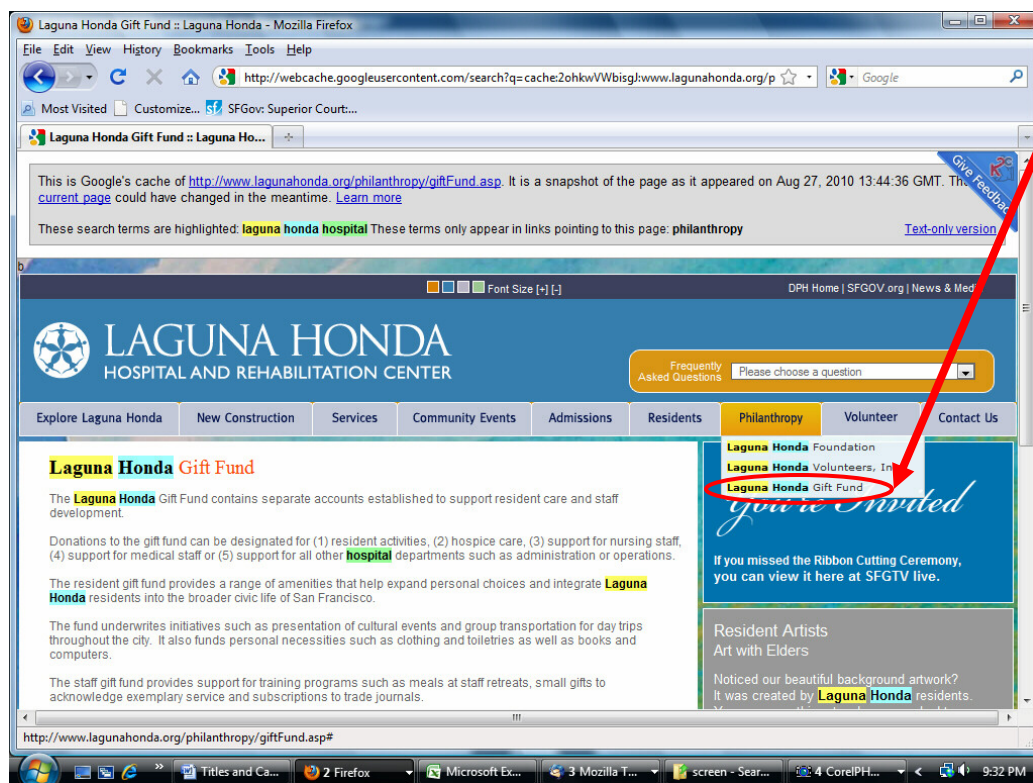 Laguna Honda Gift Fund :: Laguna Honda - Mozilla Firefox
File Edit View History Bookmarks Tools Help
http://webcache.googleusercontent.com/search?q=cache:2ohkwVWbisgJ:www.lagunahonda.org/p
Google
Most Visited Customize... SFGov: Superior Court:...
Laguna Honda Gift Fund :: Laguna Ho...
Give Feedbac
This is Google's cache of http://www.lagunahonda.org/philanthropy/giftFund.asp. It is a snapshot of the page as it appeared on Aug 27, 2010 13:44:36 GMT.
current page could have changed in the meantime. Learn more
These search terms are highlighted: laguna honda hospital These terms only appear in links pointing to this page: philanthropy
Text-only version
b
Font Size [+] [-]
DPH Home | SFGOV.org | News &
LAGUNA HONDA
HOSPITAL AND REHABILITATION CENTER
Frequently
Asked Questions
Please choose a question
Explore Laguna Honda New Construction Services Community Events Admissions Residents Philanthropy Volunteer Contact Us
Laguna Honda Foundation
Laguna Honda Volunteers, In
Laguna Honda Gift Fund
Laguna Honda Gift Fund
The Laguna Honda Gift Fund contains separate accounts established to support resident care and staff
development.
Donations to the gift fund can be designated for (1) resident activities, (2) hospice care, (3) support for nursing staff,
(4) support for medical staff or (5) support for all other hospital departments such as administration or operations.
The resident gift fund provides a range of amenities that help expand personal choices and integrate Laguna
Honda residents into the broader civic life of San Francisco.
The fund underwrites initiatives such as presentation of cultural events and group transportation for day trips
throughout the city. It also funds personal necessities such as clothing and toiletries as well as books and
computers.
The staff gift fund provides support for training programs such as meals at staff retreats, small gifts to
acknowledge exemplary service and subscriptions to trade journals.
You're Invited
If you missed the Ribbon Cutting Ceremony,
you can view it here at SFGTV live.
Resident Artists
Art with Elders
Noticed our beautiful background artwork?
It was created by Laguna Honda residents.
http://www.lagunahonda.org/philanthropy/giftFund.asp#
Titles and Ca... 2 Firefox Microsoft Ex... 3 Mozilla T... screen - Sear... 4 CorelPH... 9:32 PM